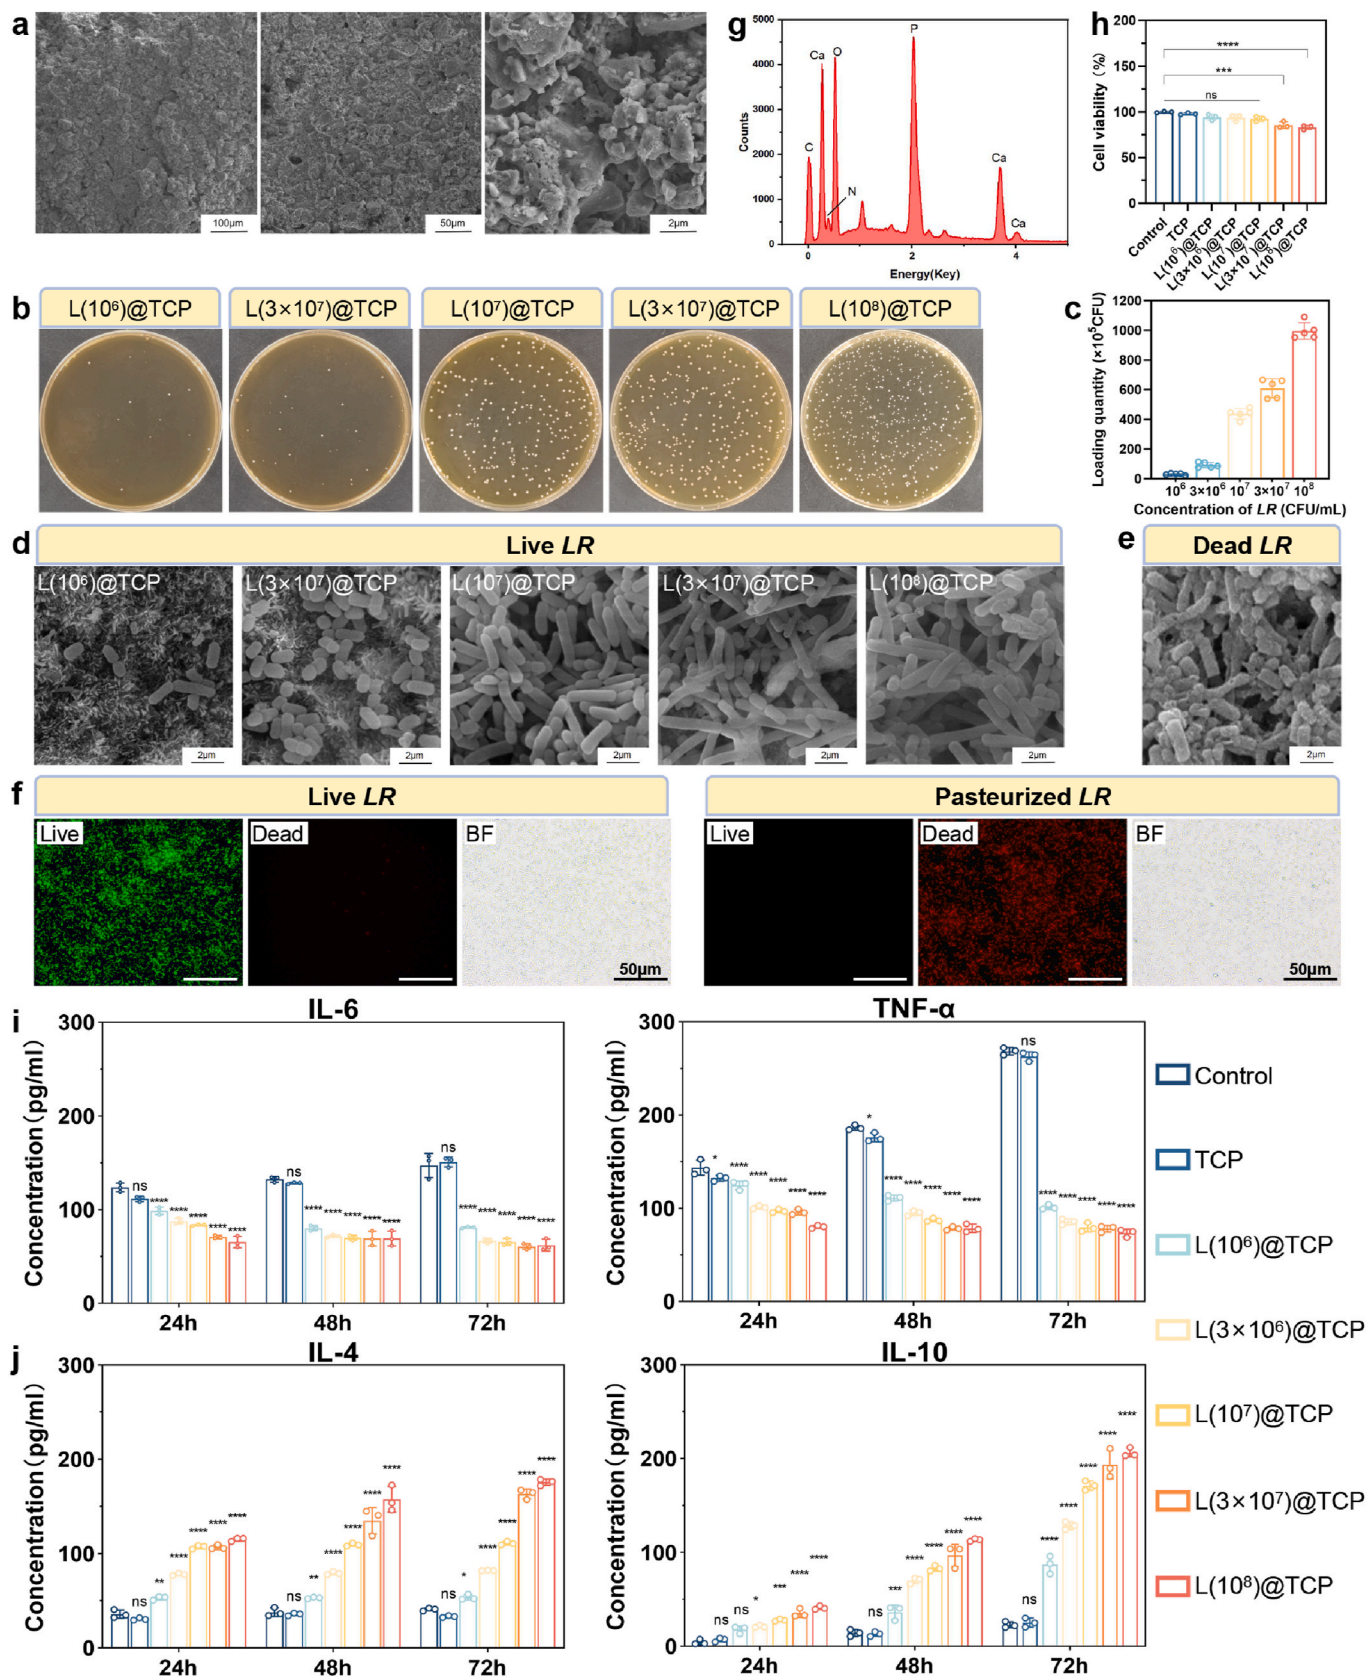 a
100μm
50μm
2μm
g
5000
4000
3000
2000
1000
0
Counts
C
Ca
O
N
P
Ca
Ca
0
2
4
Energy(Key)
h
200
150
100
50
0
Cell viability (%)
****
***
ns
Control
TCP
L(10⁶)@TCP
L(3×10⁶)@TCP
L(10⁷)@TCP
L(3×10⁷)@TCP
L(10⁸)@TCP
b
L(10⁶)@TCP
L(3×10⁷)@TCP
L(10⁷)@TCP
L(3×10⁷)@TCP
L(10⁸)@TCP
c
1200
1000
800
600
400
200
0
Loading quantity (×10⁵CFU)
10⁶ 3×10⁶ 10⁷ 3×10⁷ 10⁸
Concentration of LR (CFU/mL)
d
Live LR
L(10⁶)@TCP
L(3×10⁷)@TCP
L(10⁷)@TCP
L(3×10⁷)@TCP
L(10⁸)@TCP
2μm
2μm
2μm
2μm
2μm
e
Dead LR
2μm
f
Live LR
Live
Dead
BF
50μm
Pasteurized LR
Live
Dead
BF
50μm
i
IL-6
300
200
100
0
Concentration (pg/ml)
ns **** **** **** **** ****
ns **** **** **** **** ****
ns **** **** **** **** ****
24h 48h 72h
TNF-α
300
200
100
0
Concentration (pg/ml)
* **** **** **** **** ****
* **** **** **** **** ****
ns **** **** **** **** ****
24h 48h 72h
Control
TCP
L(10⁶)@TCP
L(3×10⁶)@TCP
L(10⁷)@TCP
L(3×10⁷)@TCP
L(10⁸)@TCP
j
IL-4
300
200
100
0
Concentration (pg/ml)
ns ** **** **** **** ****
ns ** **** **** **** ****
ns * **** **** **** ****
24h 48h 72h
IL-10
300
200
100
0
Concentration (pg/ml)
ns ns * *** **** ****
ns *** **** **** **** ****
ns **** **** **** **** ****
24h 48h 72h